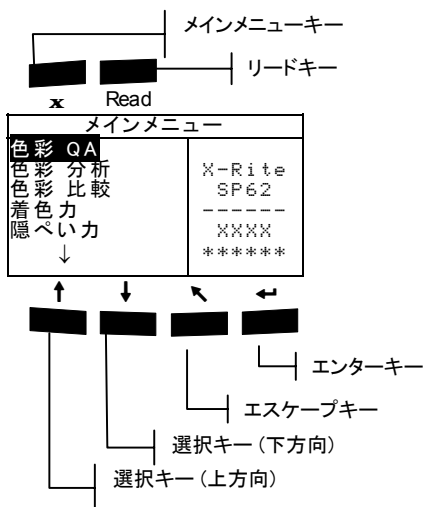 メインメニューキー
リードキー
x Read
メインメニュー
色彩 QA
色彩 分析
色彩 比較
着色力
隠ぺい力
↓
X-Rite
SP62
------
XXXX
******
↑ ↓ ↖ ↵
エンターキー
エスケープキー
選択キー（下方向）
選択キー（上方向）